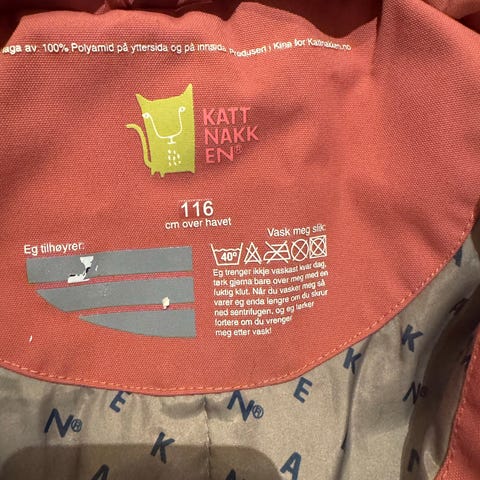 laga av: 100% Polyamid på yttersida og på innsida. Produsert i Kina for Kattnakken.no
KATT
NAKK
EN®
116
cm over havet
Eg tilhøyrer:
Vask meg slik:
40°
Eg trenger ikkje vaskast kvar dag,
tørk gjerna bare over meg med en
fuktig klut. Når du vasker meg så
varer eg enda lengre om du skrur
ned sentrifugen, og eg tørker
fortere om du vrenger
meg etter vask!
K A
E N
A K E N®
N® E K N® A
K N A